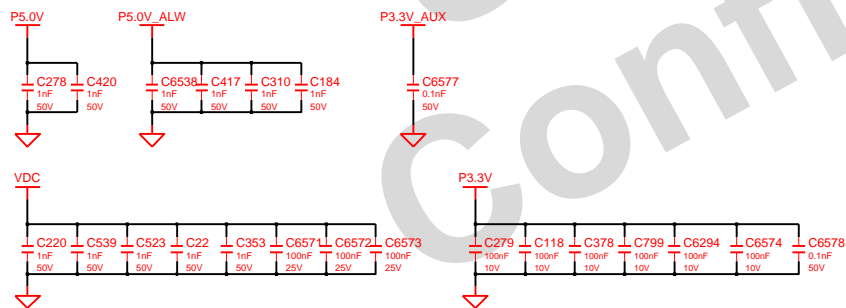 P5.0V
P5.0V_ALW
P3.3V_AUX
C278
1nF
50V
C420
1nF
50V
C6538
1nF
50V
C417
1nF
50V
C310
1nF
50V
C184
1nF
50V
C6577
0.1nF
50V
VDC
P3.3V
C220
1nF
50V
C539
1nF
50V
C523
1nF
50V
C22
1nF
50V
C353
1nF
50V
C6571
100nF
25V
C6572
100nF
25V
C6573
100nF
25V
C279
100nF
10V
C118
100nF
10V
C378
100nF
10V
C799
100nF
10V
C6294
100nF
10V
C6574
100nF
10V
C6578
0.1nF
50V
Confi